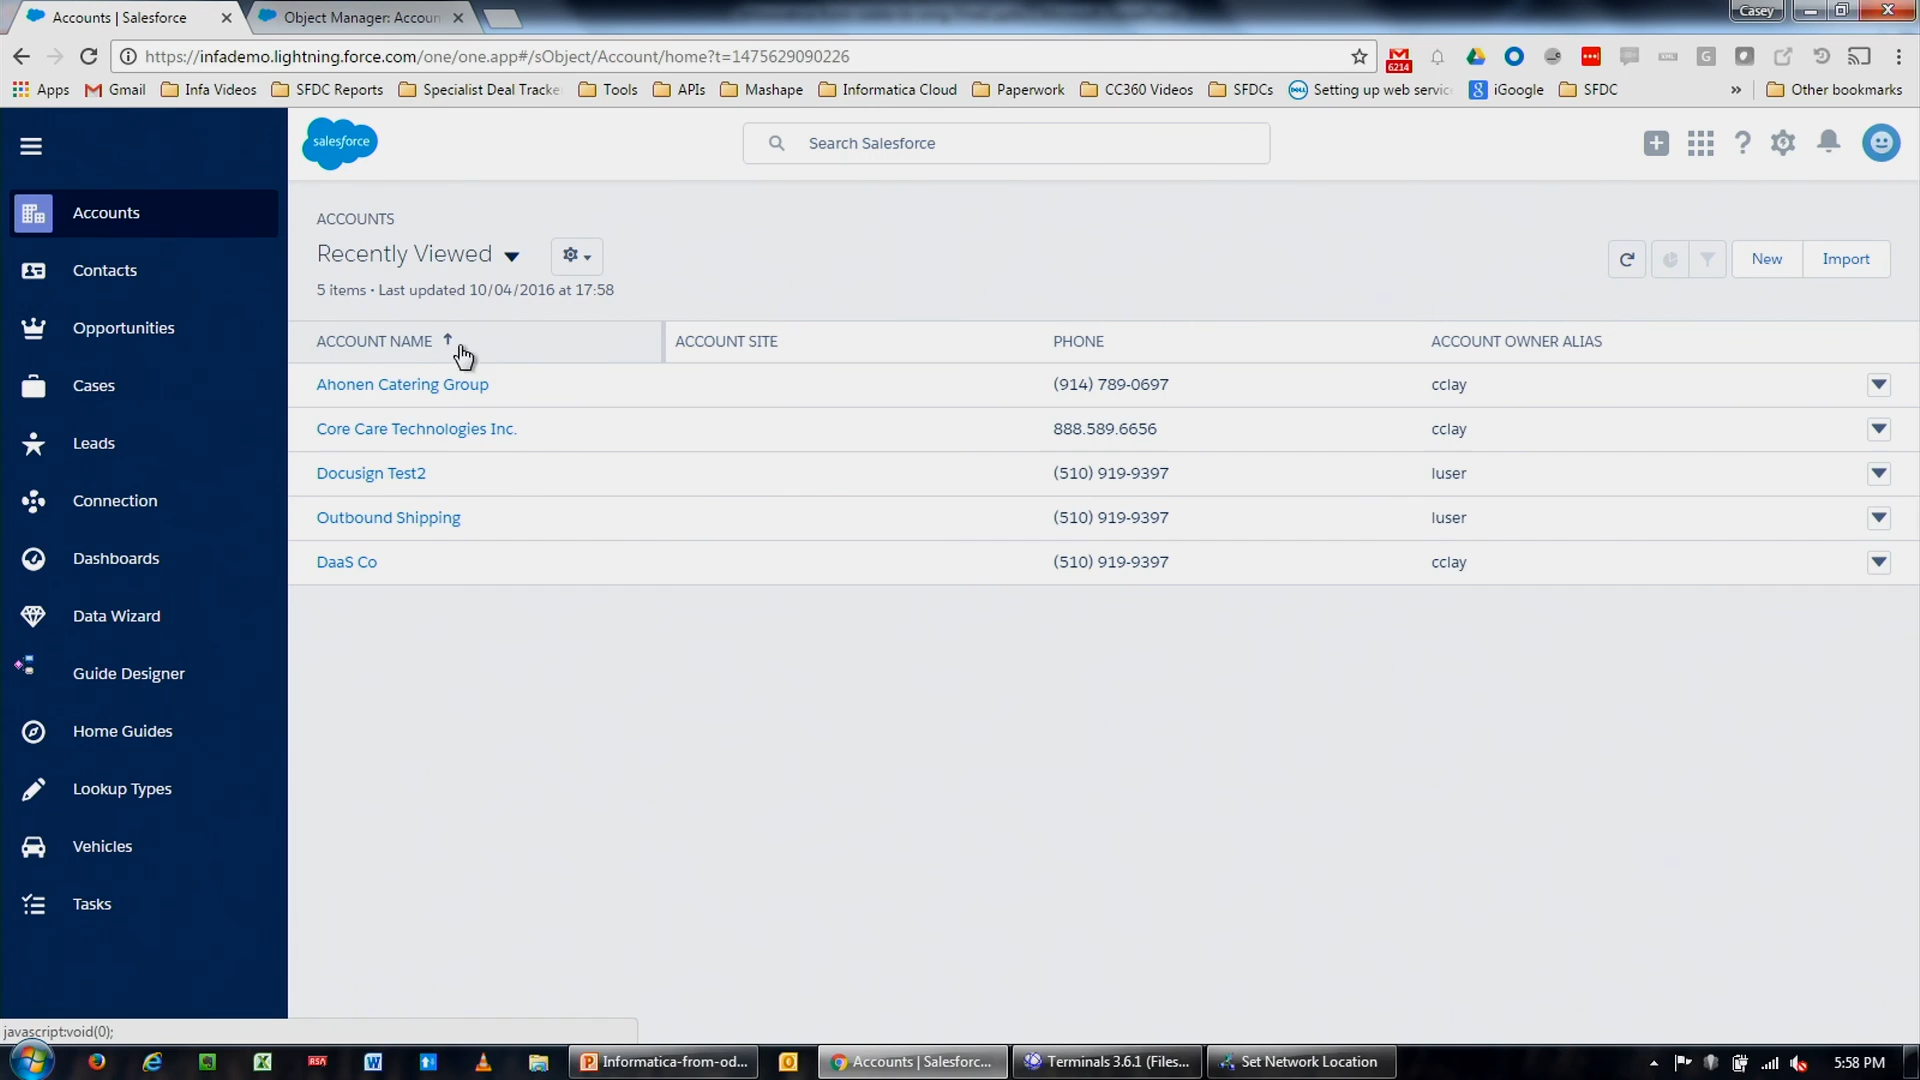 Accounts | Salesforce
Object Manager: Accoun
Casey
https://infademo.lightning.force.com/one/one.app#/sObject/Account/home?t=1475629090226
6214
Apps
Gmail
Infa Videos
SFDC Reports
Specialist Deal Tracke
Tools
APIs
Mashape
Informatica Cloud
Paperwork
CC360 Videos
SFDCs
Setting up web servic
iGoogle
SFDC
Other bookmarks
salesforce
Search Salesforce
Accounts
Contacts
Opportunities
Cases
Leads
Connection
Dashboards
Data Wizard
Guide Designer
Home Guides
Lookup Types
Vehicles
Tasks
ACCOUNTS
Recently Viewed
5 items · Last updated 10/04/2016 at 17:58
New
Import
ACCOUNT NAME ACCOUNT SITE PHONE ACCOUNT OWNER ALIAS
Ahonen Catering Group (914) 789-0697 cclay
Core Care Technologies Inc. 888.589.6656 cclay
Docusign Test2 (510) 919-9397 luser
Outbound Shipping (510) 919-9397 luser
DaaS Co (510) 919-9397 cclay
javascript:void(0);
RSA
Informatica-from-od...
Accounts | Salesforc...
Terminals 3.6.1 (Files...
Set Network Location
5:58 PM